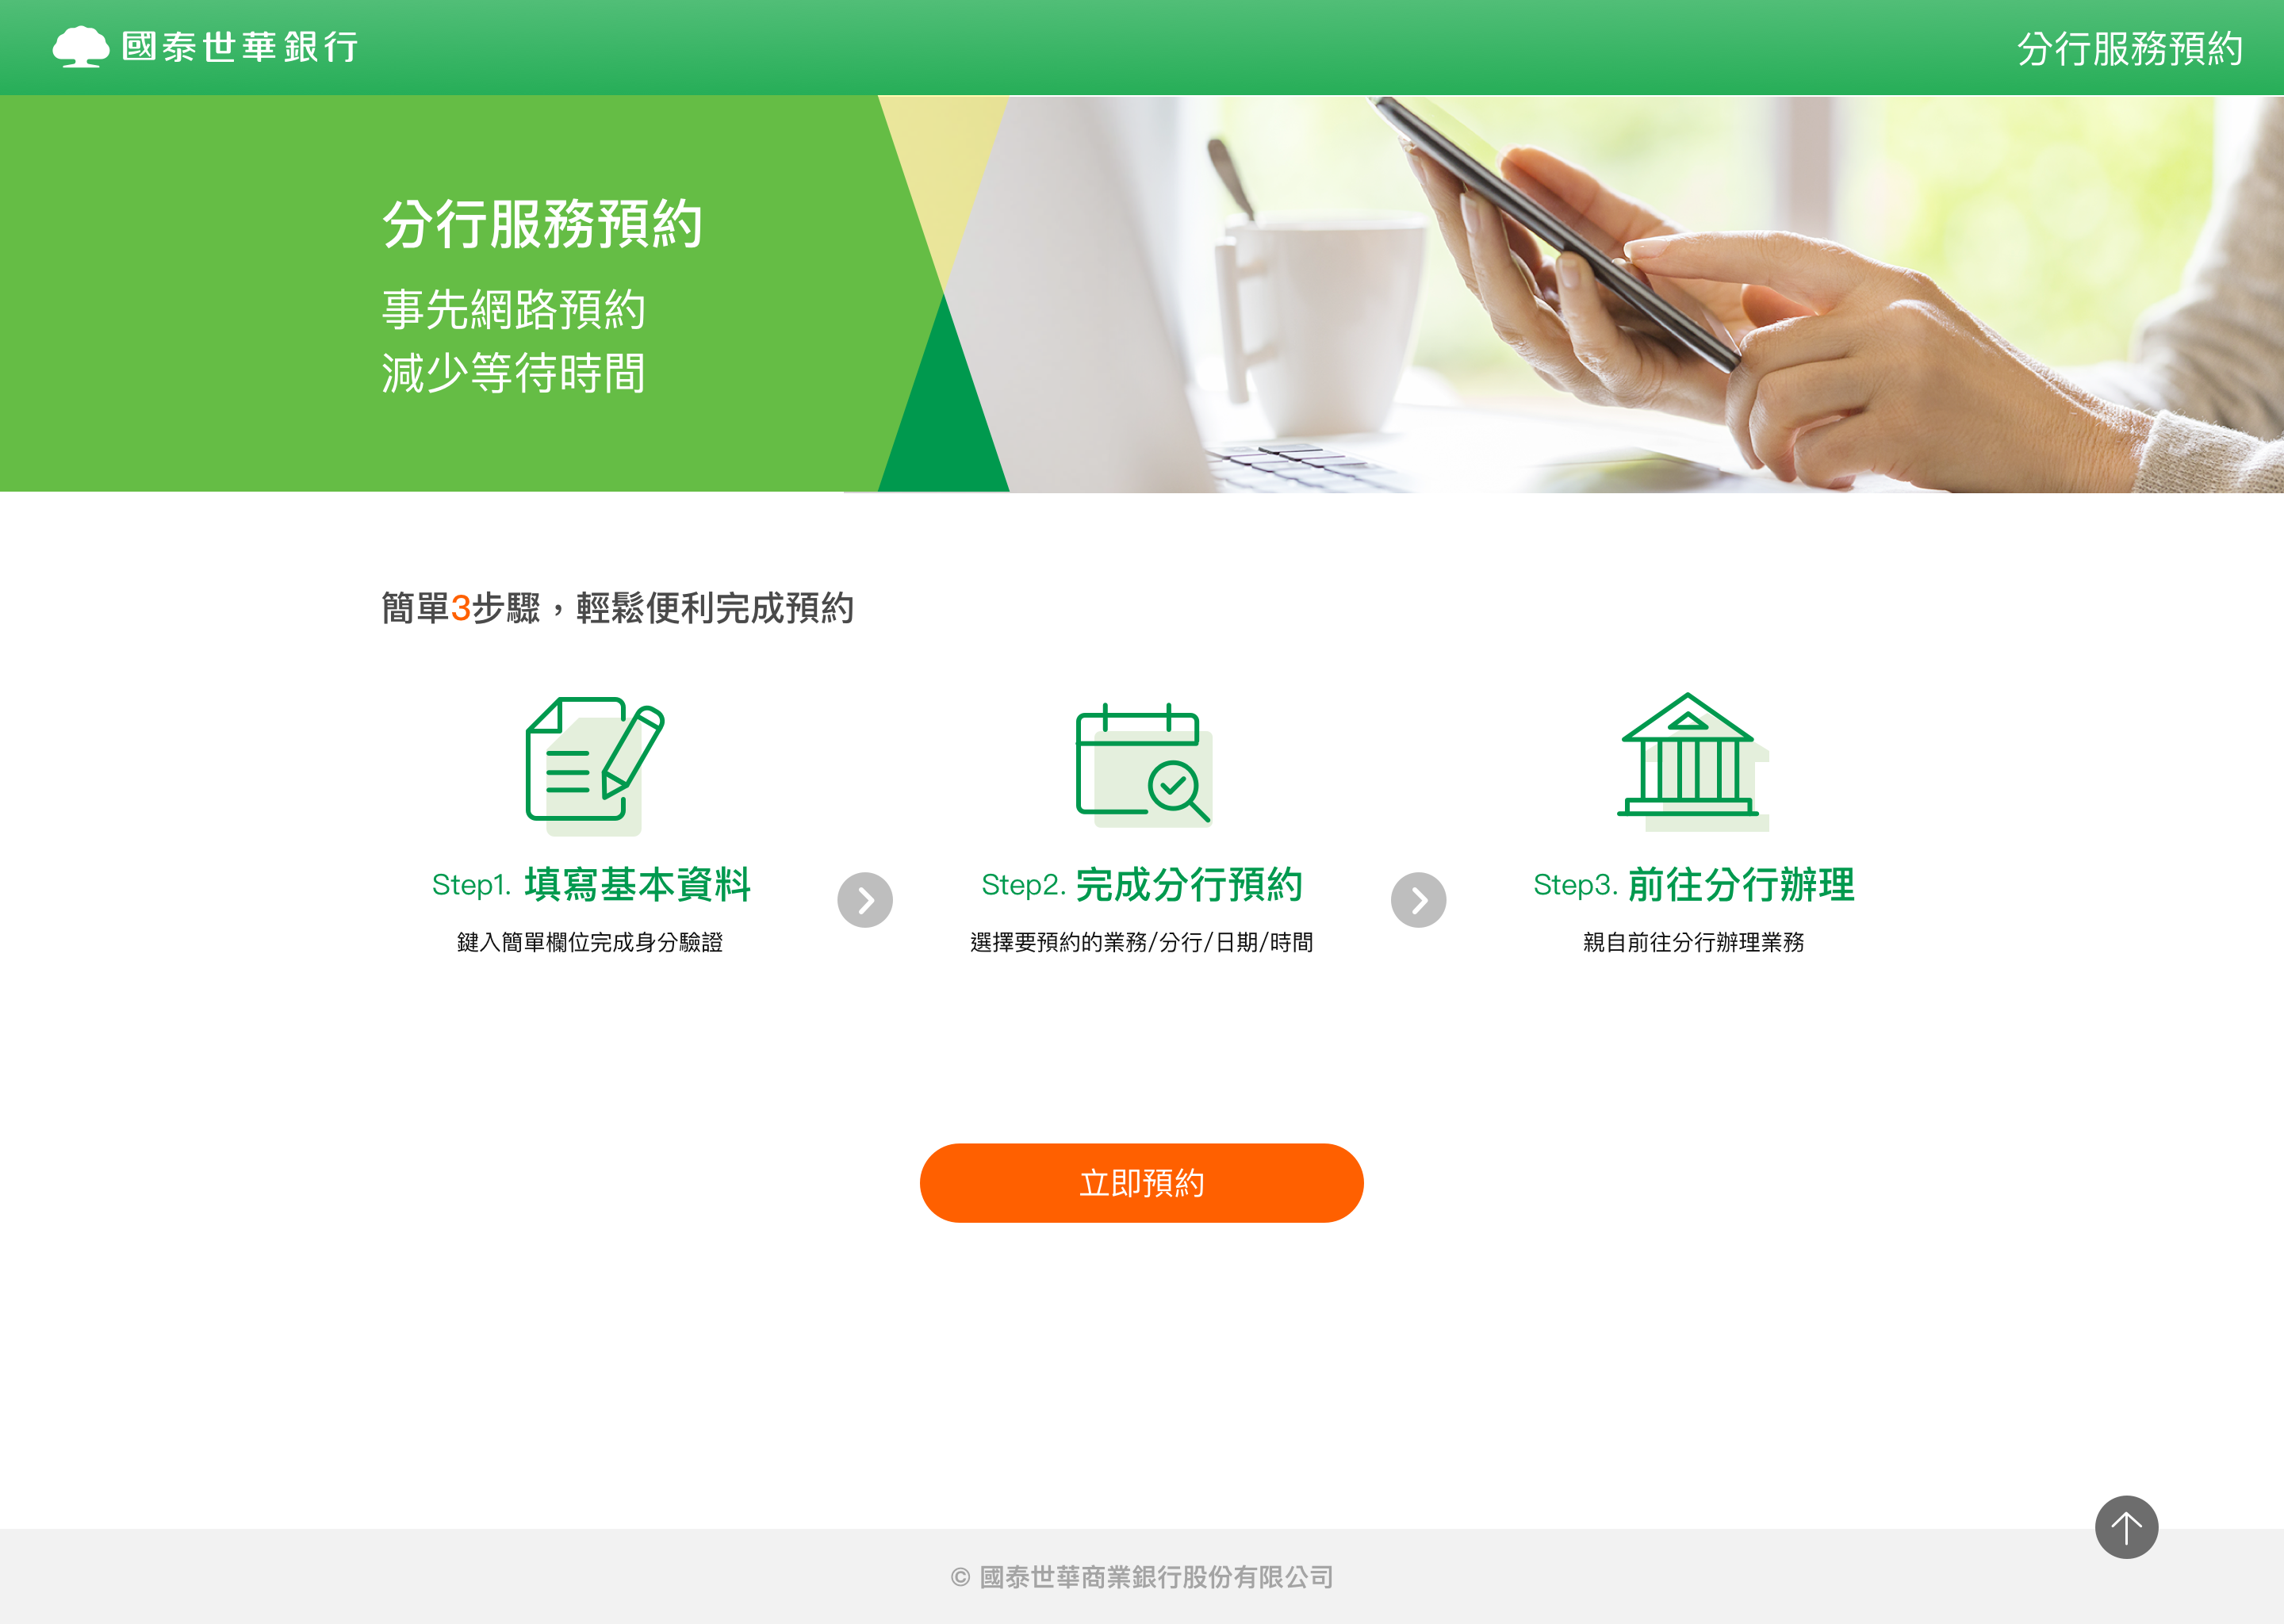 國泰世華銀行
分行服務預約
分行服務預約
事先網路預約
減少等待時間
簡單3步驟，輕鬆便利完成預約
Step1. 填寫基本資料
鍵入簡單欄位完成身分驗證
Step2. 完成分行預約
選擇要預約的業務/分行/日期/時間
Step3. 前往分行辦理
親自前往分行辦理業務
立即預約
© 國泰世華商業銀行股份有限公司